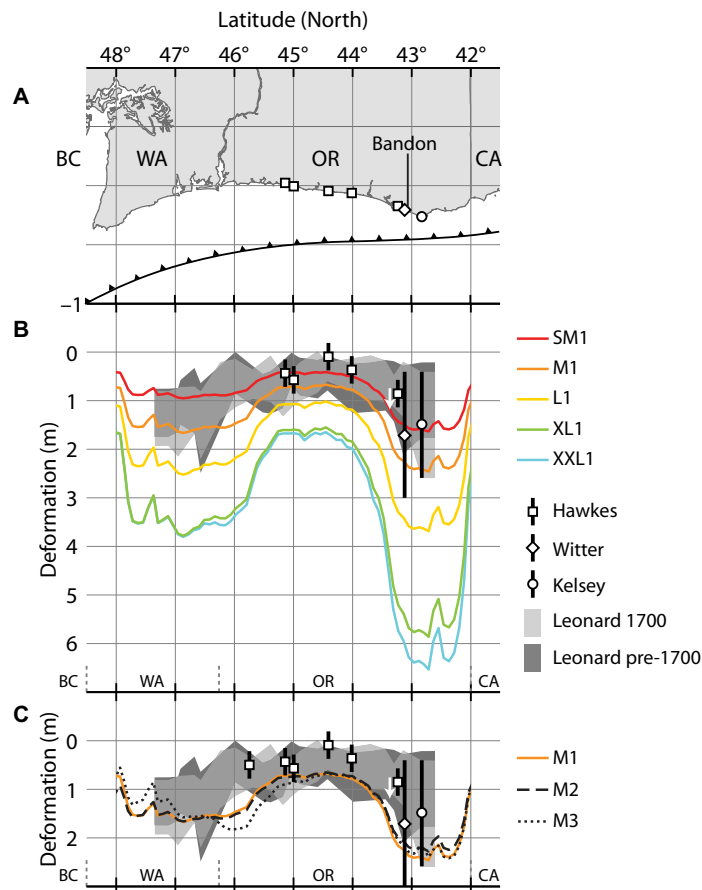 Latitude (North)
48° 47° 46° 45° 44° 43° 42°
A
BC WA OR Bandon CA
−1
B
Deformation (m)
0
1
2
3
4
5
6
BC WA OR CA
SM1
M1
L1
XL1
XXL1
Hawkes
Witter
Kelsey
Leonard 1700
Leonard pre-1700
C
Deformation (m)
0
1
2
BC WA OR CA
M1
M2
M3